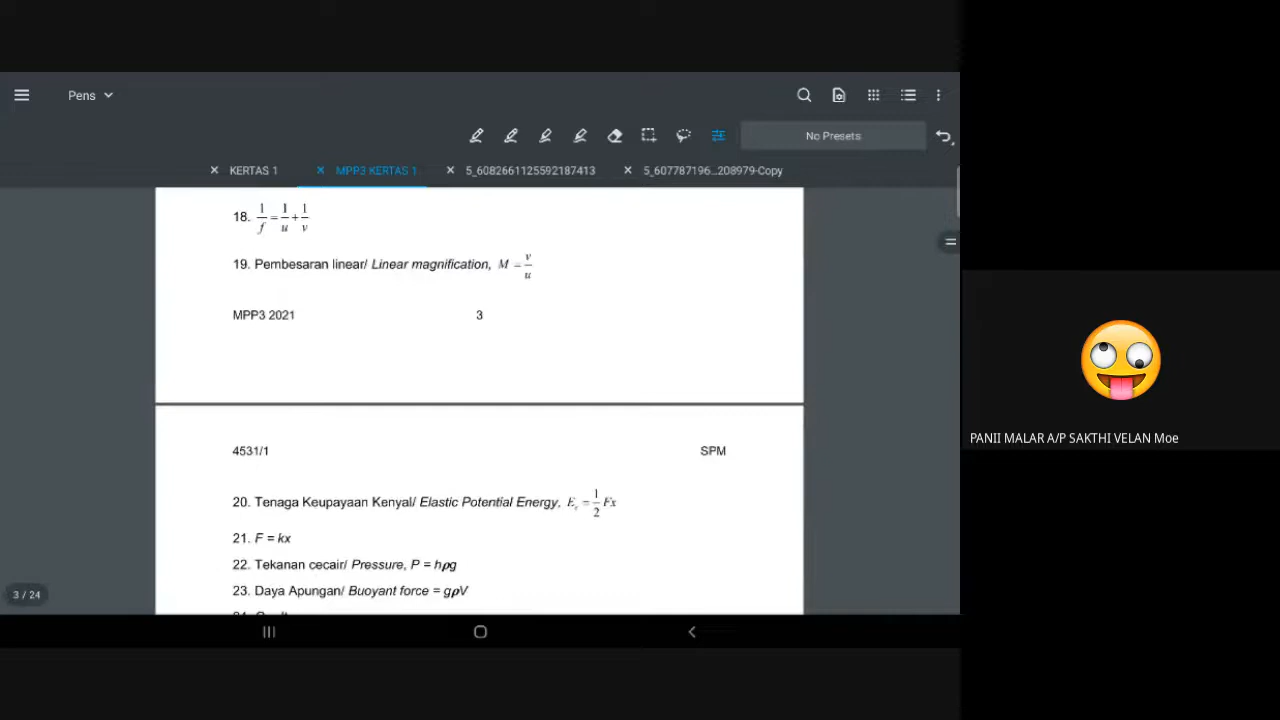 Pens
No Presets
KERTAS 1
MPP3 KERTAS 1
5_6082661125592187413
5_607787196...208979-Copy
18. 1/f = 1/u + 1/v
19. Pembesaran linear/ Linear magnification, M = v/u
MPP3 2021 3
4531/1 SPM
20. Tenaga Keupayaan Kenyal/ Elastic Potential Energy, Eₑ = 1/2 Fx
21. F = kx
22. Tekanan cecair/ Pressure, P = hρg
23. Daya Apungan/ Buoyant force = gρV
3 / 24
PANII MALAR A/P SAKTHI VELAN Moe